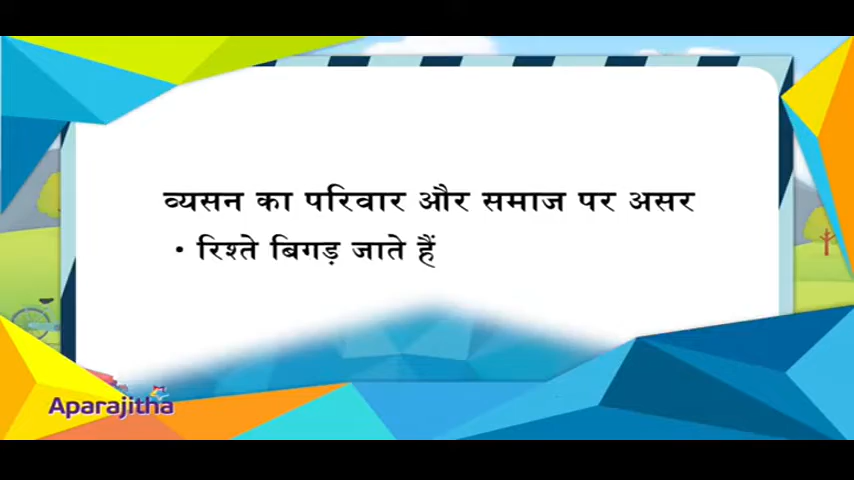 व्यसन का परिवार और समाज पर असर
• रिश्ते बिगड़ जाते हैं
Aparajitha